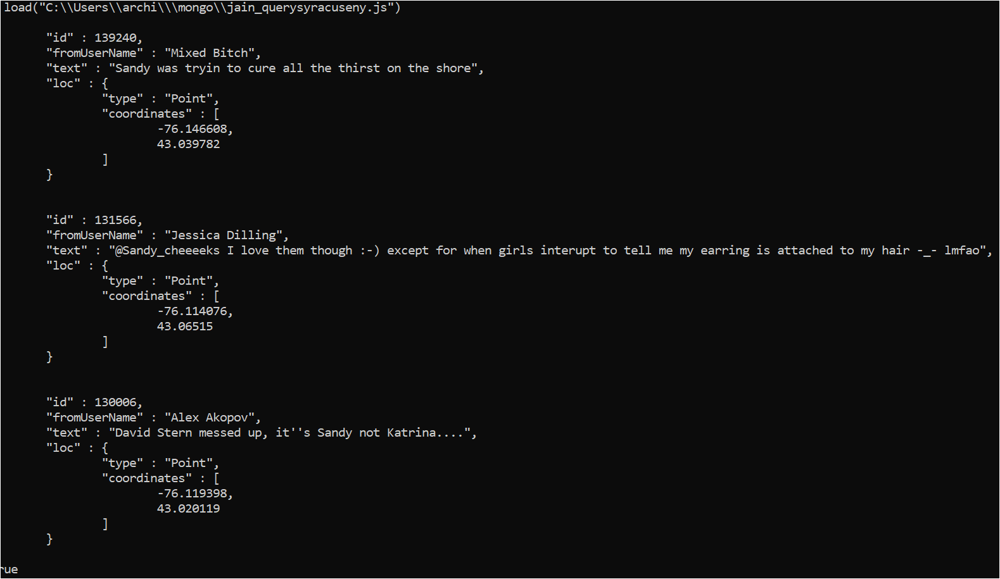 load("C:\\Users\\archi\\\mongo\\jain_querysyracuseny.js")
"id" : 139240,
"fromUserName" : "Mixed Bitch",
"text" : "Sandy was tryin to cure all the thirst on the shore",
"loc" : {
"type" : "Point",
"coordinates" : [
-76.146608,
43.039782
]
}
"id" : 131566,
"fromUserName" : "Jessica Dilling",
"text" : "@Sandy_cheeeeks I love them though :-) except for when girls interupt to tell me my earring is attached to my hair -_- lmfao",
"loc" : {
"type" : "Point",
"coordinates" : [
-76.114076,
43.06515
]
}
"id" : 130006,
"fromUserName" : "Alex Akopov",
"text" : "David Stern messed up, it''s Sandy not Katrina....",
"loc" : {
"type" : "Point",
"coordinates" : [
-76.119398,
43.020119
]
}
rue